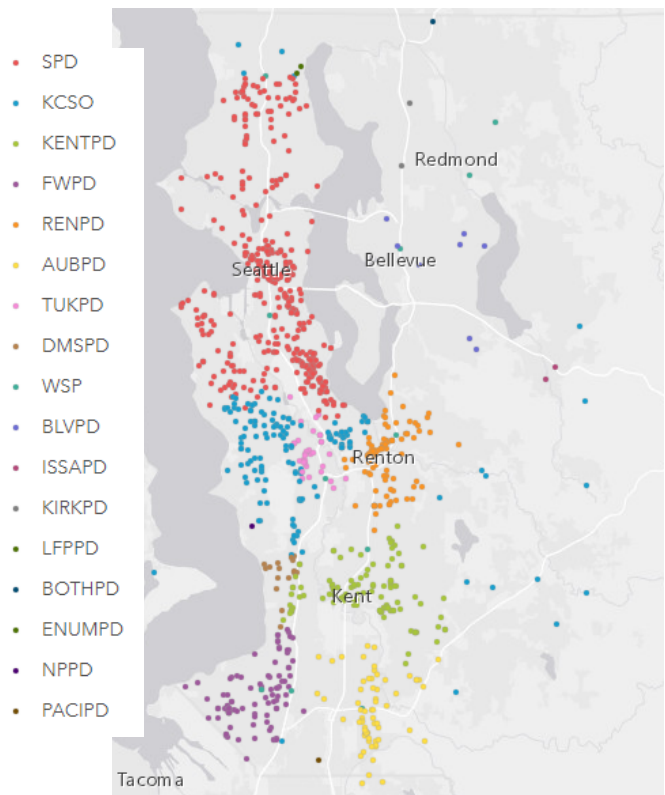 SPD
KCSO
KENTPD
FWPD
RENPD
AUBPD
TUKPD
DMSPD
WSP
BLVPD
ISSAPD
KIRKPD
LFPPD
BOTHPD
ENUMPD
NPPD
PACIPD
Redmond
Bellevue
Seattle
Renton
Kent
Tacoma